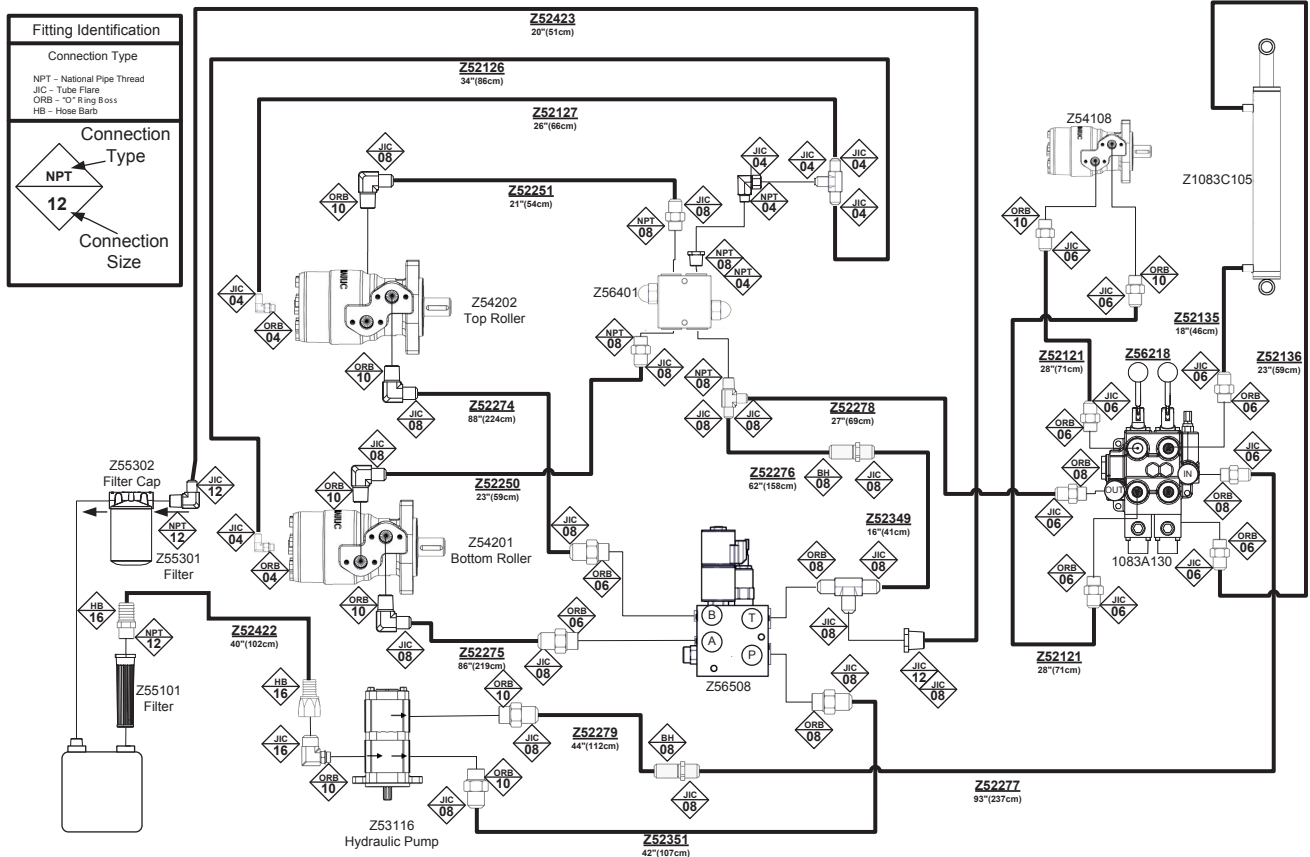 Fitting Identification
Connection Type
NPT – National Pipe Thread
JIC – Tube Flare
ORB – "O" Ring Boss
HB – Hose Barb
Connection
Type
NPT
12
Connection
Size
Z52423
20"(51cm)
Z52126
34"(86cm)
Z52127
26"(66cm)
JIC
08
ORB
10
Z52251
21"(54cm)
JIC
08
NPT
08
JIC
04
NPT
04
JIC
04
JIC
04
JIC
04
NPT
08
NPT
04
Z56401
JIC
04
ORB
04
Z54202
Top Roller
ORB
10
JIC
08
Z52274
88"(224cm)
NPT
08
JIC
08
NPT
08
JIC
08
JIC
08
Z52278
27"(69cm)
Z52276
62"(158cm)
BH
08
JIC
08
Z52349
16"(41cm)
JIC
08
ORB
10
Z52250
23"(59cm)
JIC
04
ORB
04
Z54201
Bottom Roller
ORB
10
JIC
08
Z52275
86"(219cm)
JIC
08
ORB
06
ORB
06
JIC
08
B
T
A
P
Z56508
ORB
08
JIC
08
JIC
08
JIC
12
JIC
08
JIC
08
ORB
08
Z55302
Filter Cap
JIC
12
NPT
12
Z55301
Filter
HB
16
NPT
12
Z52422
40"(102cm)
Z55101
Filter
HB
16
JIC
16
ORB
10
ORB
10
JIC
08
Z52279
44"(112cm)
BH
08
JIC
08
ORB
10
JIC
08
Z53116
Hydraulic Pump
Z52351
42"(107cm)
Z52277
93"(237cm)
Z54108
Z1083C105
ORB
10
JIC
06
JIC
06
ORB
10
Z52135
18"(46cm)
Z52136
23"(59cm)
Z52121
28"(71cm)
Z56218
JIC
06
ORB
06
JIC
06
ORB
06
ORB
08
JIC
06
OUT
IN
JIC
06
ORB
08
1083A130
ORB
06
JIC
06
JIC
06
ORB
06
Z52121
28"(71cm)